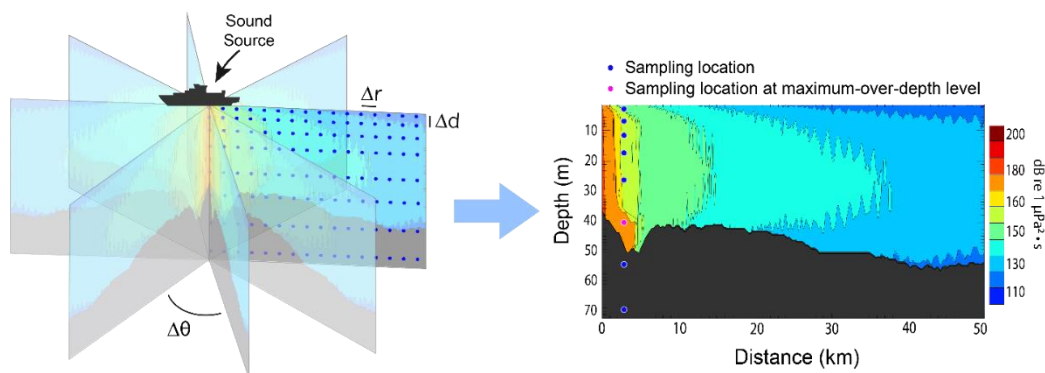 Sound
Source
Δr
Δd
Δθ
Sampling location
Sampling location at maximum-over-depth level
Depth (m)
10
20
30
40
50
60
70
0
10
20
30
40
50
Distance (km)
200
180
160
150
130
110
dB re 1 µPa²•s